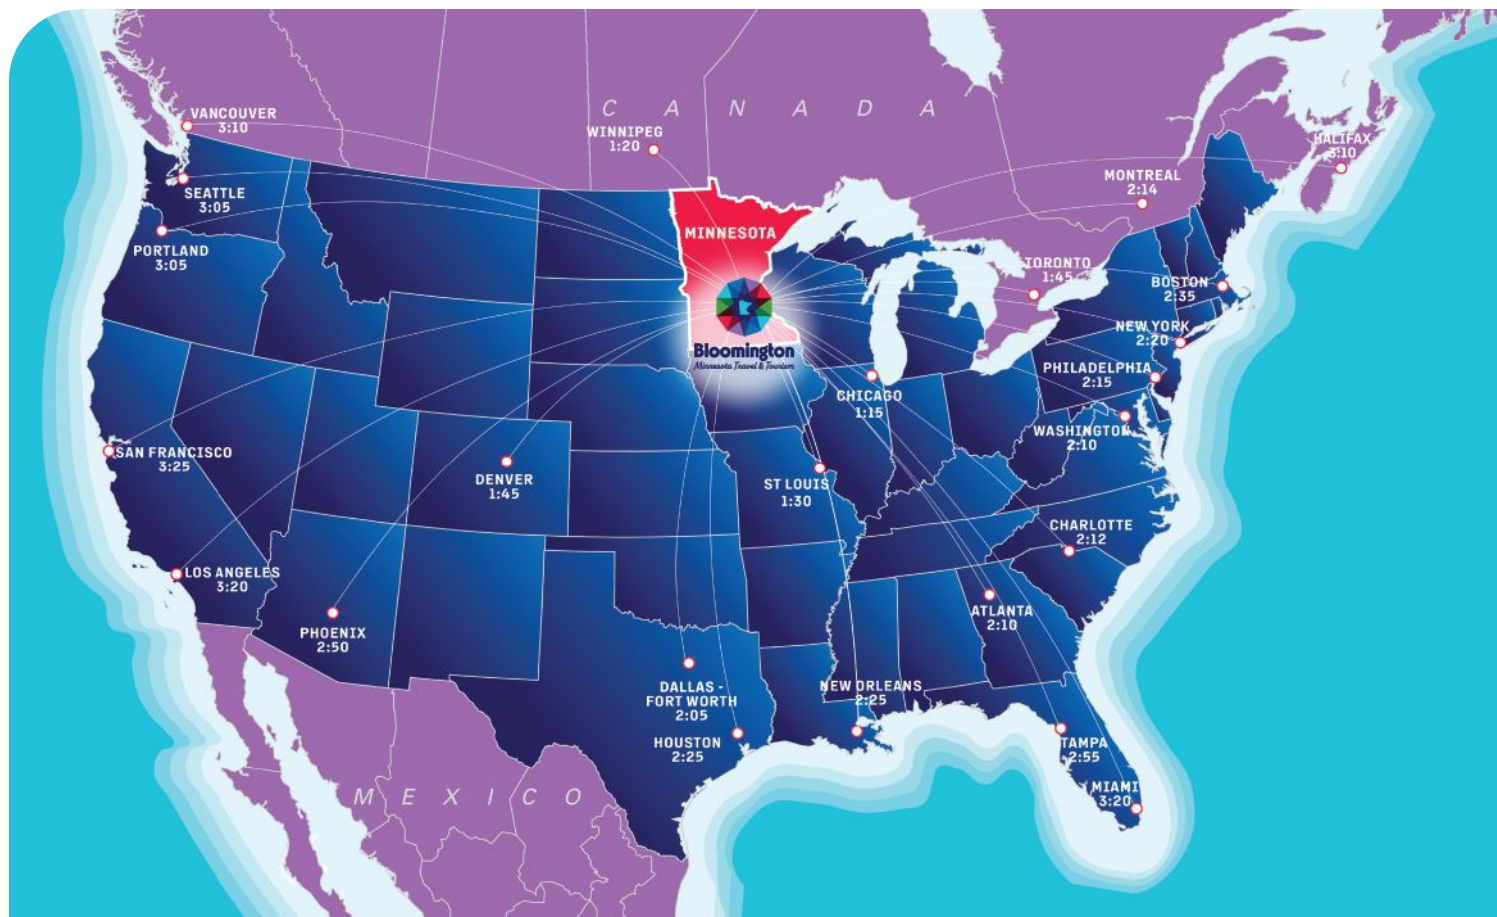 CANADA
VANCOUVER
3:10
WINNIPEG
1:20
HALIFAX
3:10
SEATTLE
3:05
MONTREAL
2:14
PORTLAND
3:05
MINNESOTA
TORONTO
1:45
BOSTON
2:35
NEW YORK
2:20
Bloomington
Minnesota Travel & Tourism
PHILADELPHIA
2:15
CHICAGO
1:15
WASHINGTON
2:10
SAN FRANCISCO
3:25
DENVER
1:45
ST LOUIS
1:30
CHARLOTTE
2:12
LOS ANGELES
3:20
ATLANTA
2:10
PHOENIX
2:50
DALLAS -
FORT WORTH
2:05
NEW ORLEANS
2:25
HOUSTON
2:25
TAMPA
2:55
MIAMI
3:20
MEXICO